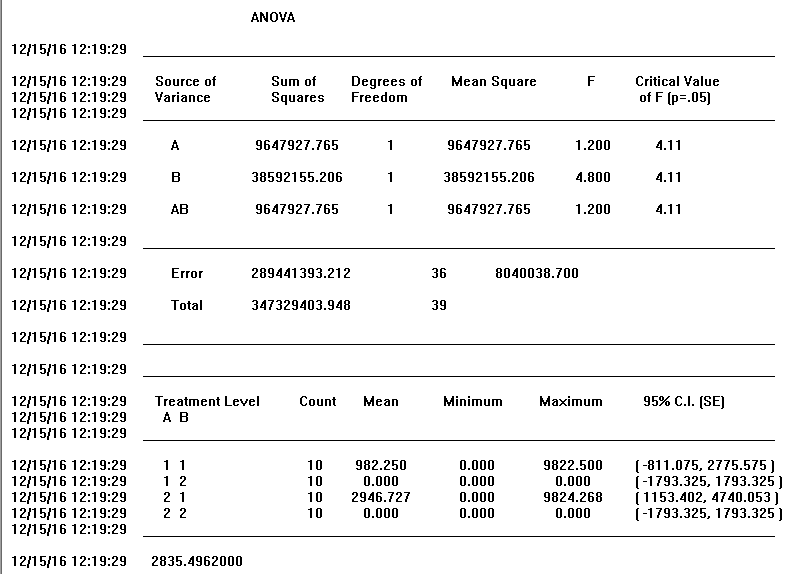 ANOVA
12/15/16 12:19:29
12/15/16 12:19:29 Source of Sum of Degrees of Mean Square F Critical Value
12/15/16 12:19:29 Variance Squares Freedom of F (p=.05)
12/15/16 12:19:29
12/15/16 12:19:29 A 9647927.765 1 9647927.765 1.200 4.11
12/15/16 12:19:29 B 38592155.206 1 38592155.206 4.800 4.11
12/15/16 12:19:29 AB 9647927.765 1 9647927.765 1.200 4.11
12/15/16 12:19:29
12/15/16 12:19:29 Error 289441393.212 36 8040038.700
12/15/16 12:19:29 Total 347329403.948 39
12/15/16 12:19:29
12/15/16 12:19:29
12/15/16 12:19:29 Treatment Level Count Mean Minimum Maximum 95% C.I. (SE)
12/15/16 12:19:29 A B
12/15/16 12:19:29
12/15/16 12:19:29 1 1 10 982.250 0.000 9822.500 ( -811.075, 2775.575 )
12/15/16 12:19:29 1 2 10 0.000 0.000 0.000 ( -1793.325, 1793.325 )
12/15/16 12:19:29 2 1 10 2946.727 0.000 9824.268 ( 1153.402, 4740.053 )
12/15/16 12:19:29 2 2 10 0.000 0.000 0.000 ( -1793.325, 1793.325 )
12/15/16 12:19:29
12/15/16 12:19:29 2835.4962000